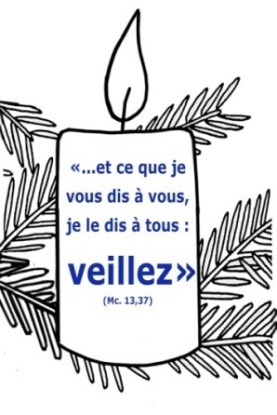 «...et ce que je
vous dis à vous,
je le dis à tous :
veillez»
(Mc. 13,37)